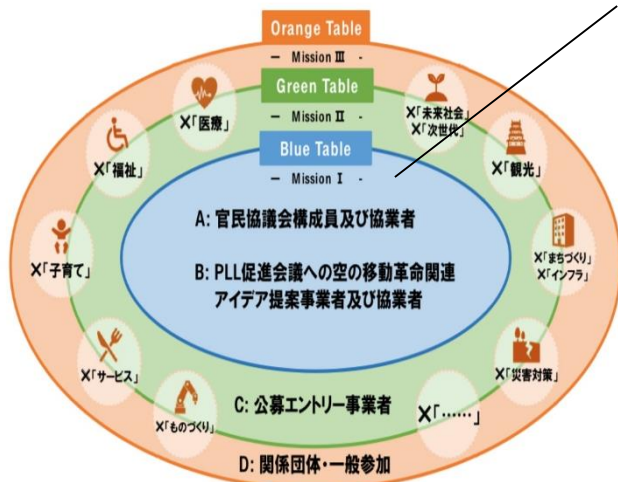 Orange Table
― Mission Ⅲ -
Green Table
― Mission Ⅱ -
Blue Table
― Mission Ⅰ -
×「医療」
×「未来社会」
×「次世代」
×「福祉」
×「観光」
×「子育て」
×「まちづくり」
×「インフラ」
×「サービス」
×「災害対策」
×「ものづくり」
×「……」
A: 官民協議会構成員及び協業者
B: PLL促進会議への空の移動革命関連
アイデア提案事業者及び協業者
C: 公募エントリー事業者
D: 関係団体・一般参加